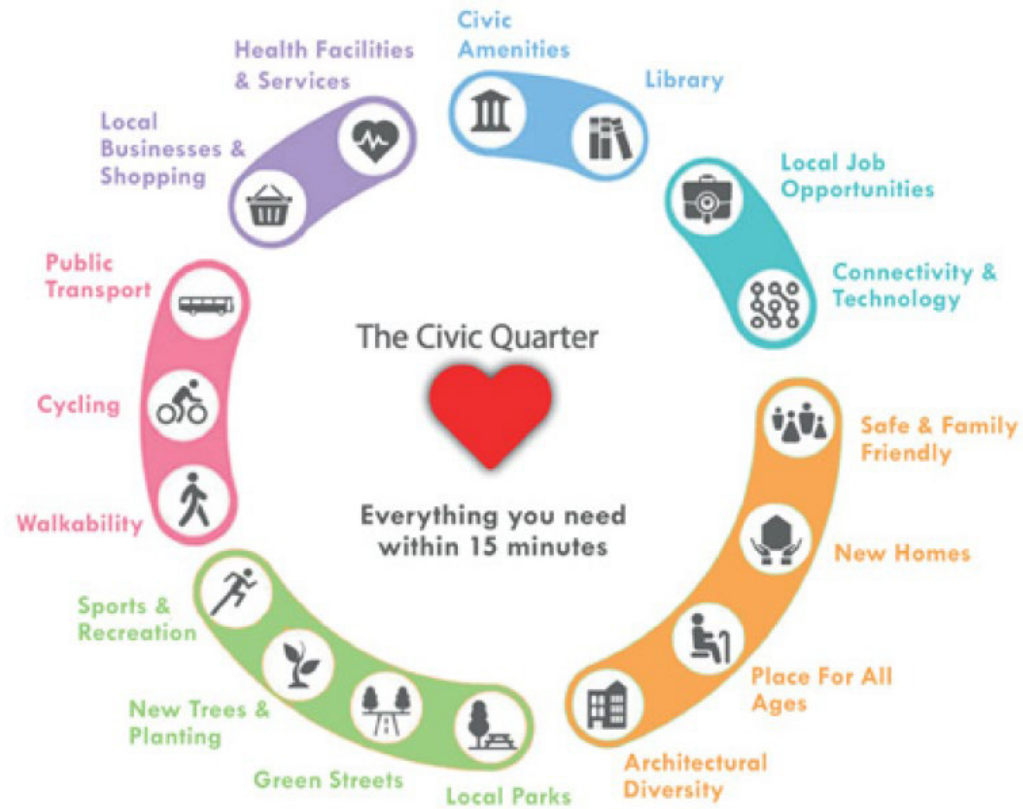 Civic
Amenities
Library
Local Job
Opportunities
Connectivity &
Technology
Safe & Family
Friendly
New Homes
Place For All
Ages
Architectural
Diversity
Local Parks
Green Streets
New Trees &
Planting
Sports &
Recreation
Walkability
Cycling
Public
Transport
Local
Businesses &
Shopping
Health Facilities
& Services
The Civic Quarter
Everything you need
within 15 minutes